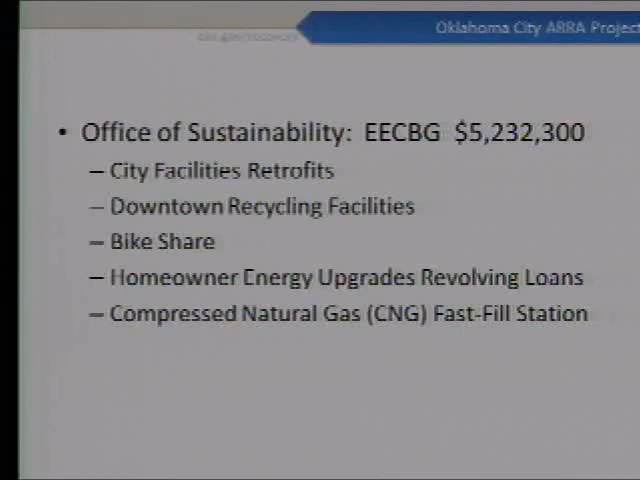 Oklahoma City ARRA Project
• Office of Sustainability:  EECBG  $5,232,300
– City Facilities Retrofits
– Downtown Recycling Facilities
– Bike Share
– Homeowner Energy Upgrades Revolving Loans
– Compressed Natural Gas (CNG) Fast-Fill Station